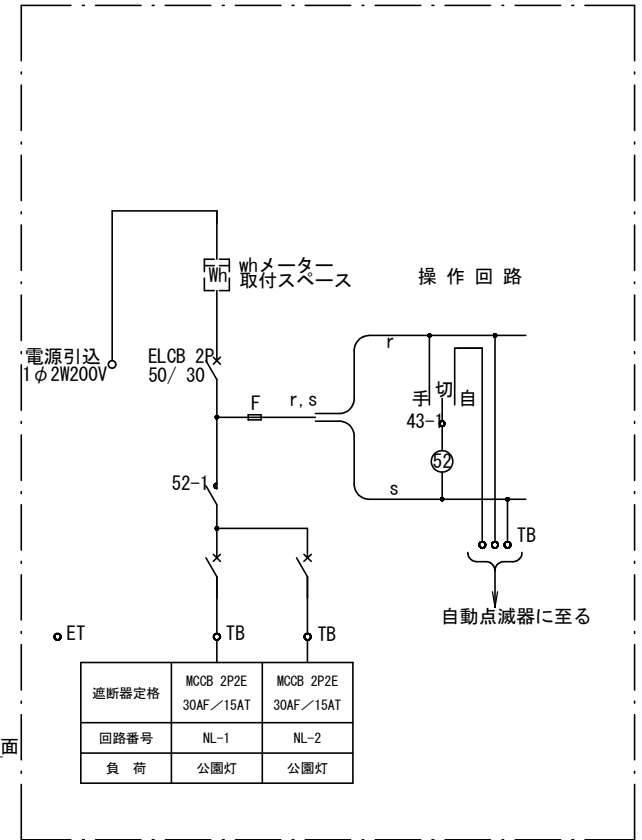 whメーター
Wh
取付スペース
操 作 回 路
r
電源引込
1φ2W200V
ELCB 2P
50/ 30
F
r, s
手
切
自
43-1
52
52-1
s
TB
自動点滅器に至る
ET
TB
TB
遮断器定格
MCCB 2P2E
30AF/15AT
MCCB 2P2E
30AF/15AT
回路番号
NL-1
NL-2
負 荷
公園灯
公園灯
面